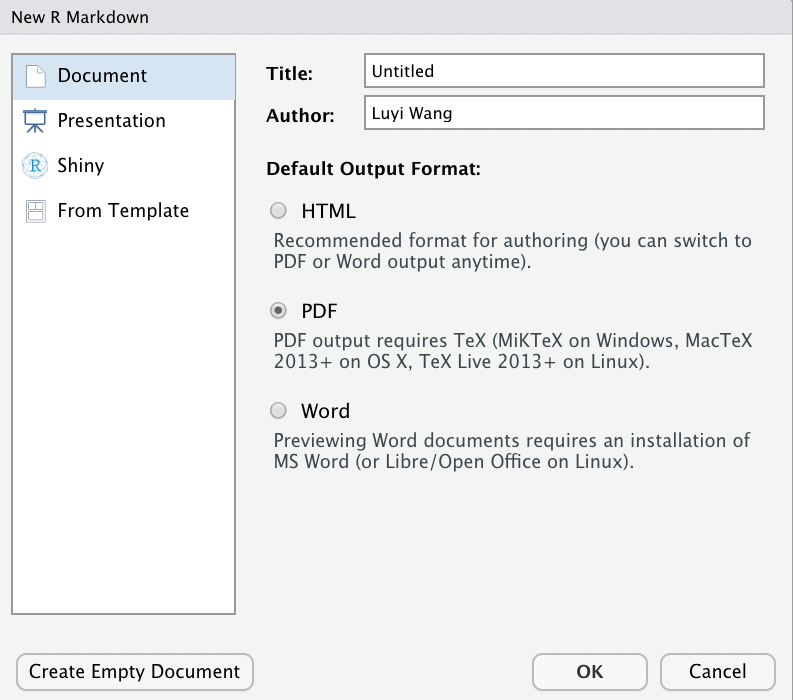 New R Markdown
Document
Presentation
R Shiny
From Template
Title: Untitled
Author: Luyi Wang
Default Output Format:
HTML
Recommended format for authoring (you can switch to
PDF or Word output anytime).
PDF
PDF output requires TeX (MiKTeX on Windows, MacTeX
2013+ on OS X, TeX Live 2013+ on Linux).
Word
Previewing Word documents requires an installation of
MS Word (or Libre/Open Office on Linux).
Create Empty Document
OK
Cancel